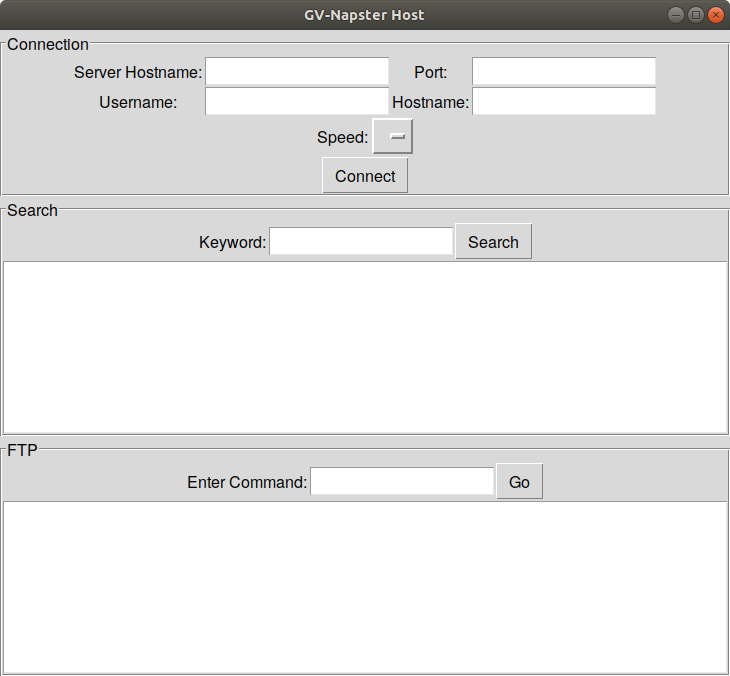 GV-Napster Host
Connection
Server Hostname: Port:
Username: Hostname:
Speed:
Connect
Search
Keyword: Search
FTP
Enter Command: Go